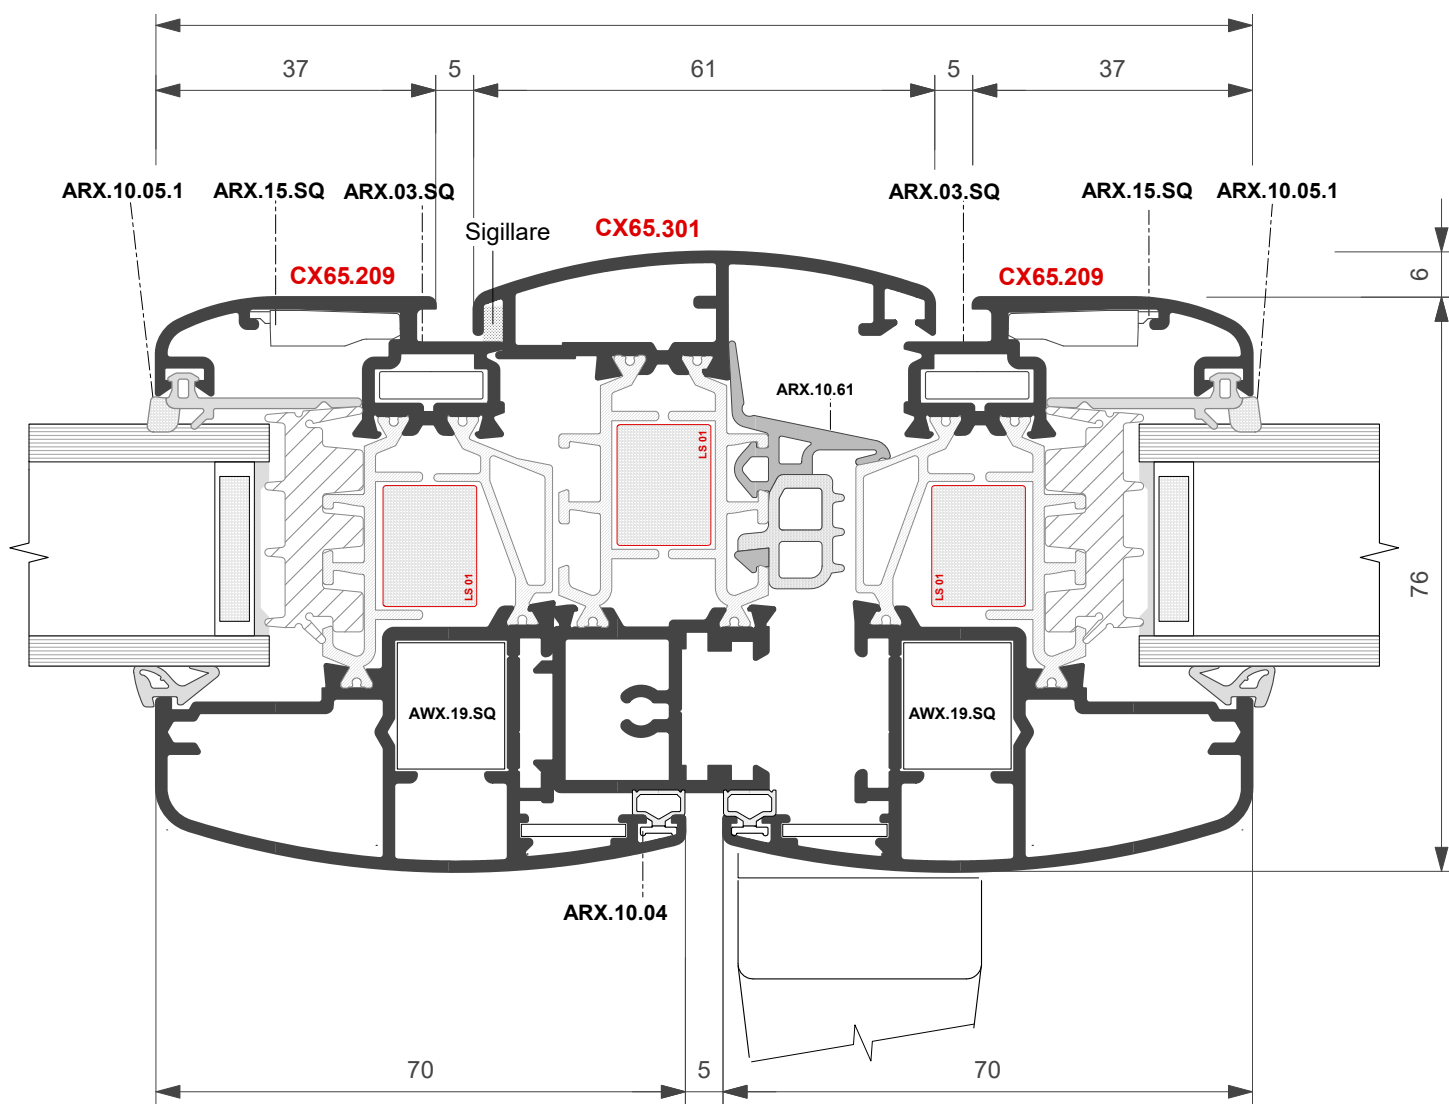 37
5
61
5
37
ARX.10.05.1
ARX.15.SQ
ARX.03.SQ
ARX.03.SQ
ARX.15.SQ
ARX.10.05.1
Sigillare
CX65.301
CX65.209
CX65.209
6
ARX.10.61
LS 01
LS 01
LS 01
76
AWX.19.SQ
AWX.19.SQ
ARX.10.04
70
5
70